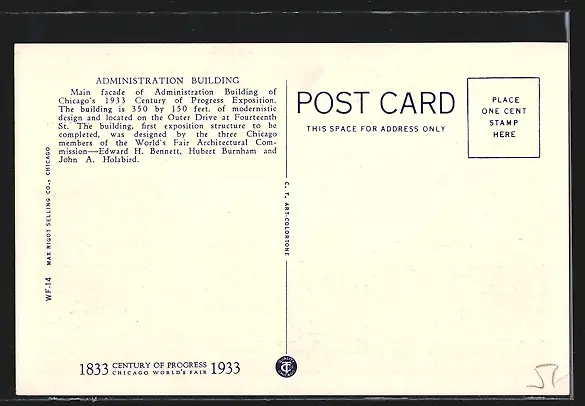 ADMINISTRATION BUILDING
Main facade of Administration Building of
Chicago's 1933 Century of Progress Exposition.
The building is 350 by 150 feet, of modernistic
design and located on the Outer Drive at Fourteenth
St. The building, first exposition structure to be
completed, was designed by the three Chicago
members of the World's Fair Architectural Com-
mission—Edward H. Bennett, Hubert Burnham and
John A. Holabird.
WF-14 MAX RIGOT SELLING CO., CHICAGO
1833 CENTURY OF PROGRESS 1933
CHICAGO WORLD'S FAIR
C. T. ART-COLORTONE
POST CARD
THIS SPACE FOR ADDRESS ONLY
PLACE
ONE CENT
STAMP
HERE